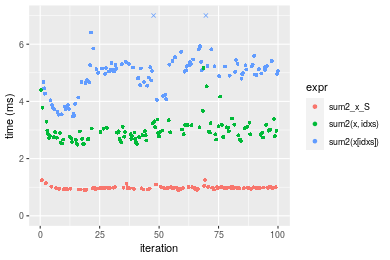 6
4
2
0
time (ms)
0
25
50
75
100
iteration
expr
sum2_x_S
sum2(x, idxs)
sum2(x[idxs])